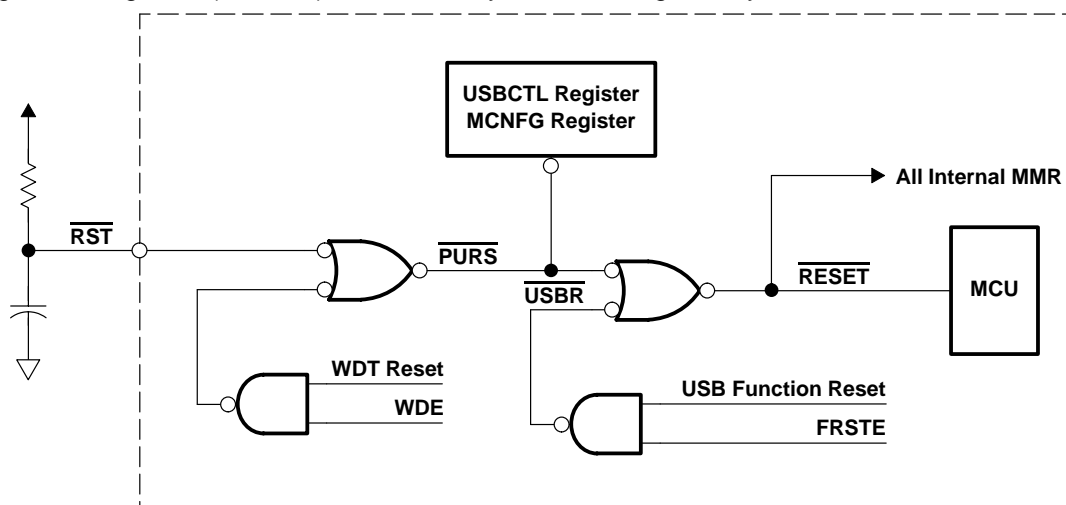 USBCTL Register
MCNFG Register
All Internal MMR
RST
PURS
USBR
RESET
MCU
WDT Reset
WDE
USB Function Reset
FRSTE